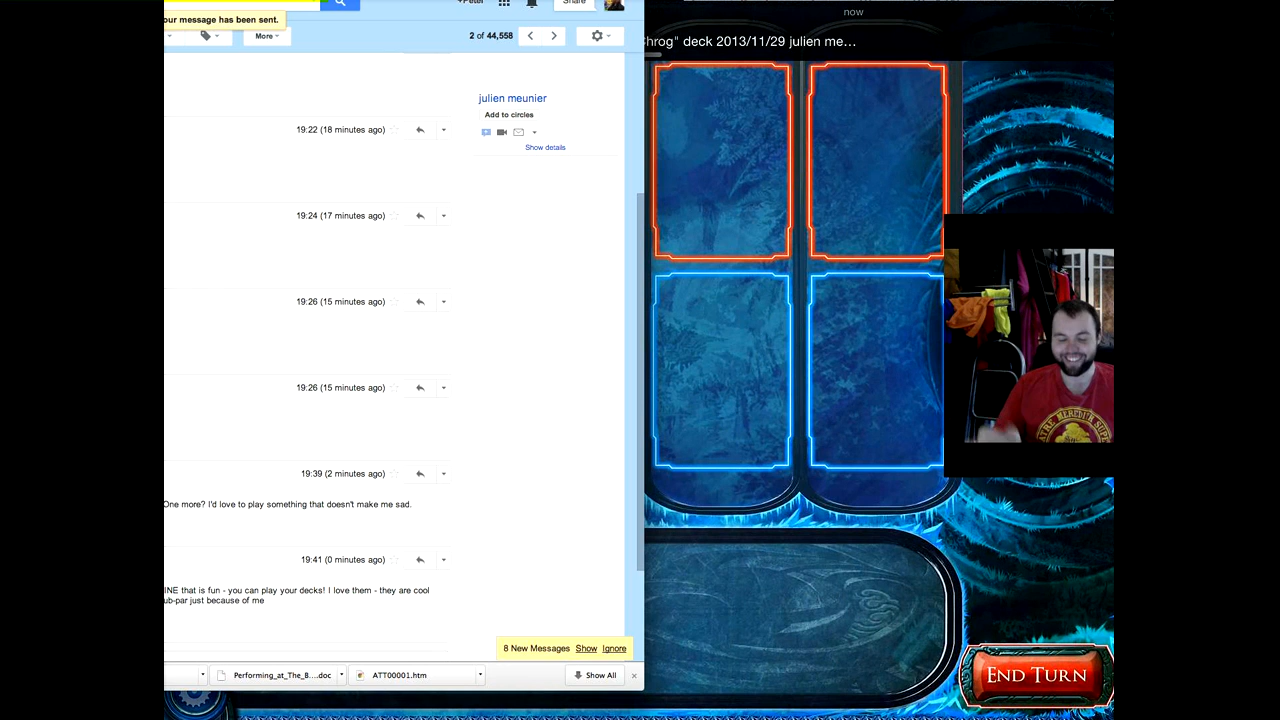 +Peter
Share
our message has been sent.
More
2 of 44,558
now
hrog" deck 2013/11/29 julien me…
julien meunier
Add to circles
Show details
19:22 (18 minutes ago)
19:24 (17 minutes ago)
19:26 (15 minutes ago)
19:26 (15 minutes ago)
19:39 (2 minutes ago)
One more? I'd love to play something that doesn't make me sad.
19:41 (0 minutes ago)
INE that is fun - you can play your decks! I love them - they are cool
ub-par just because of me
8 New Messages Show Ignore
Performing_at_The_B....doc
ATT00001.htm
Show All
END TURN